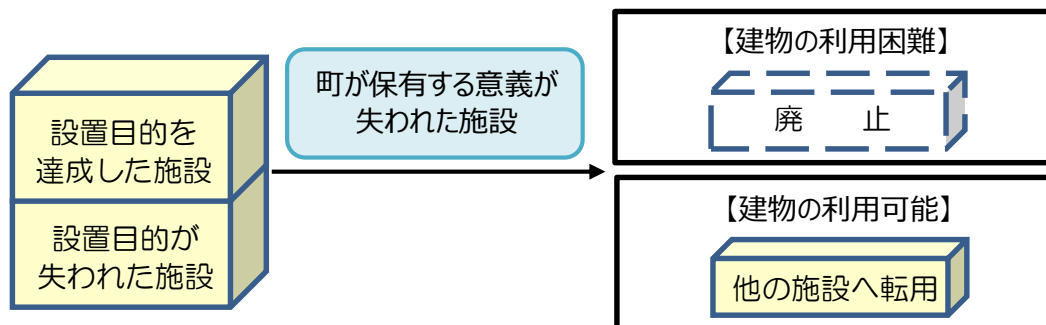 設置目的を
達成した施設
設置目的が
失われた施設
町が保有する意義が
失われた施設
【建物の利用困難】
廃　　止
【建物の利用可能】
他の施設へ転用